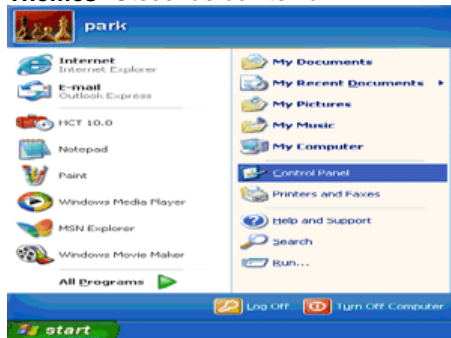 park
Internet
Internet Explorer
E-mail
Outlook Express
HCT 10.0
Notepad
Paint
Windows Media Player
MSN Explorer
Windows Movie Maker
All Programs
My Documents
My Recent Documents
My Pictures
My Music
My Computer
Control Panel
Printers and Faxes
Help and Support
Search
Run...
Log Off
Turn Off Computer
start